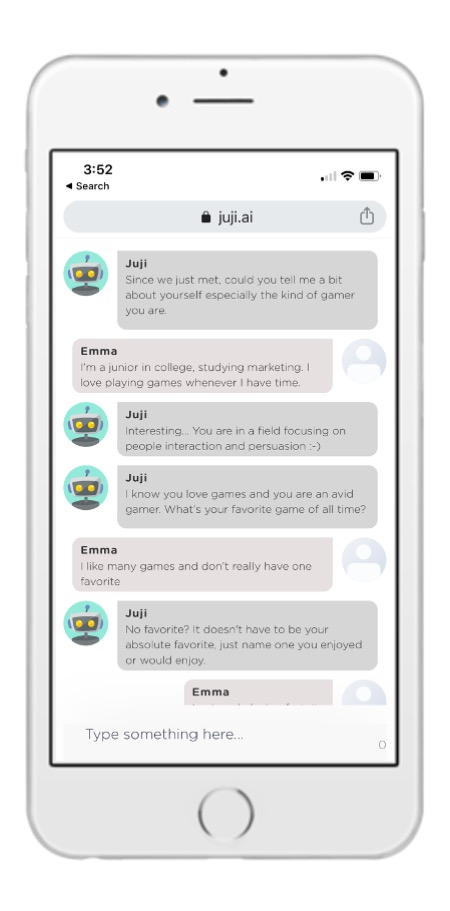 3:52
◀ Search
juji.ai
Juji
Since we just met, could you tell me a bit
about yourself especially the kind of gamer
you are.
Emma
I'm a junior in college, studying marketing. I
love playing games whenever I have time.
Juji
Interesting... You are in a field focusing on
people interaction and persuasion :-)
Juji
I know you love games and you are an avid
gamer. What's your favorite game of all time?
Emma
I like many games and don't really have one
favorite
Juji
No favorite? It doesn't have to be your
absolute favorite, just name one you enjoyed
or would enjoy.
Emma
Type something here...
0